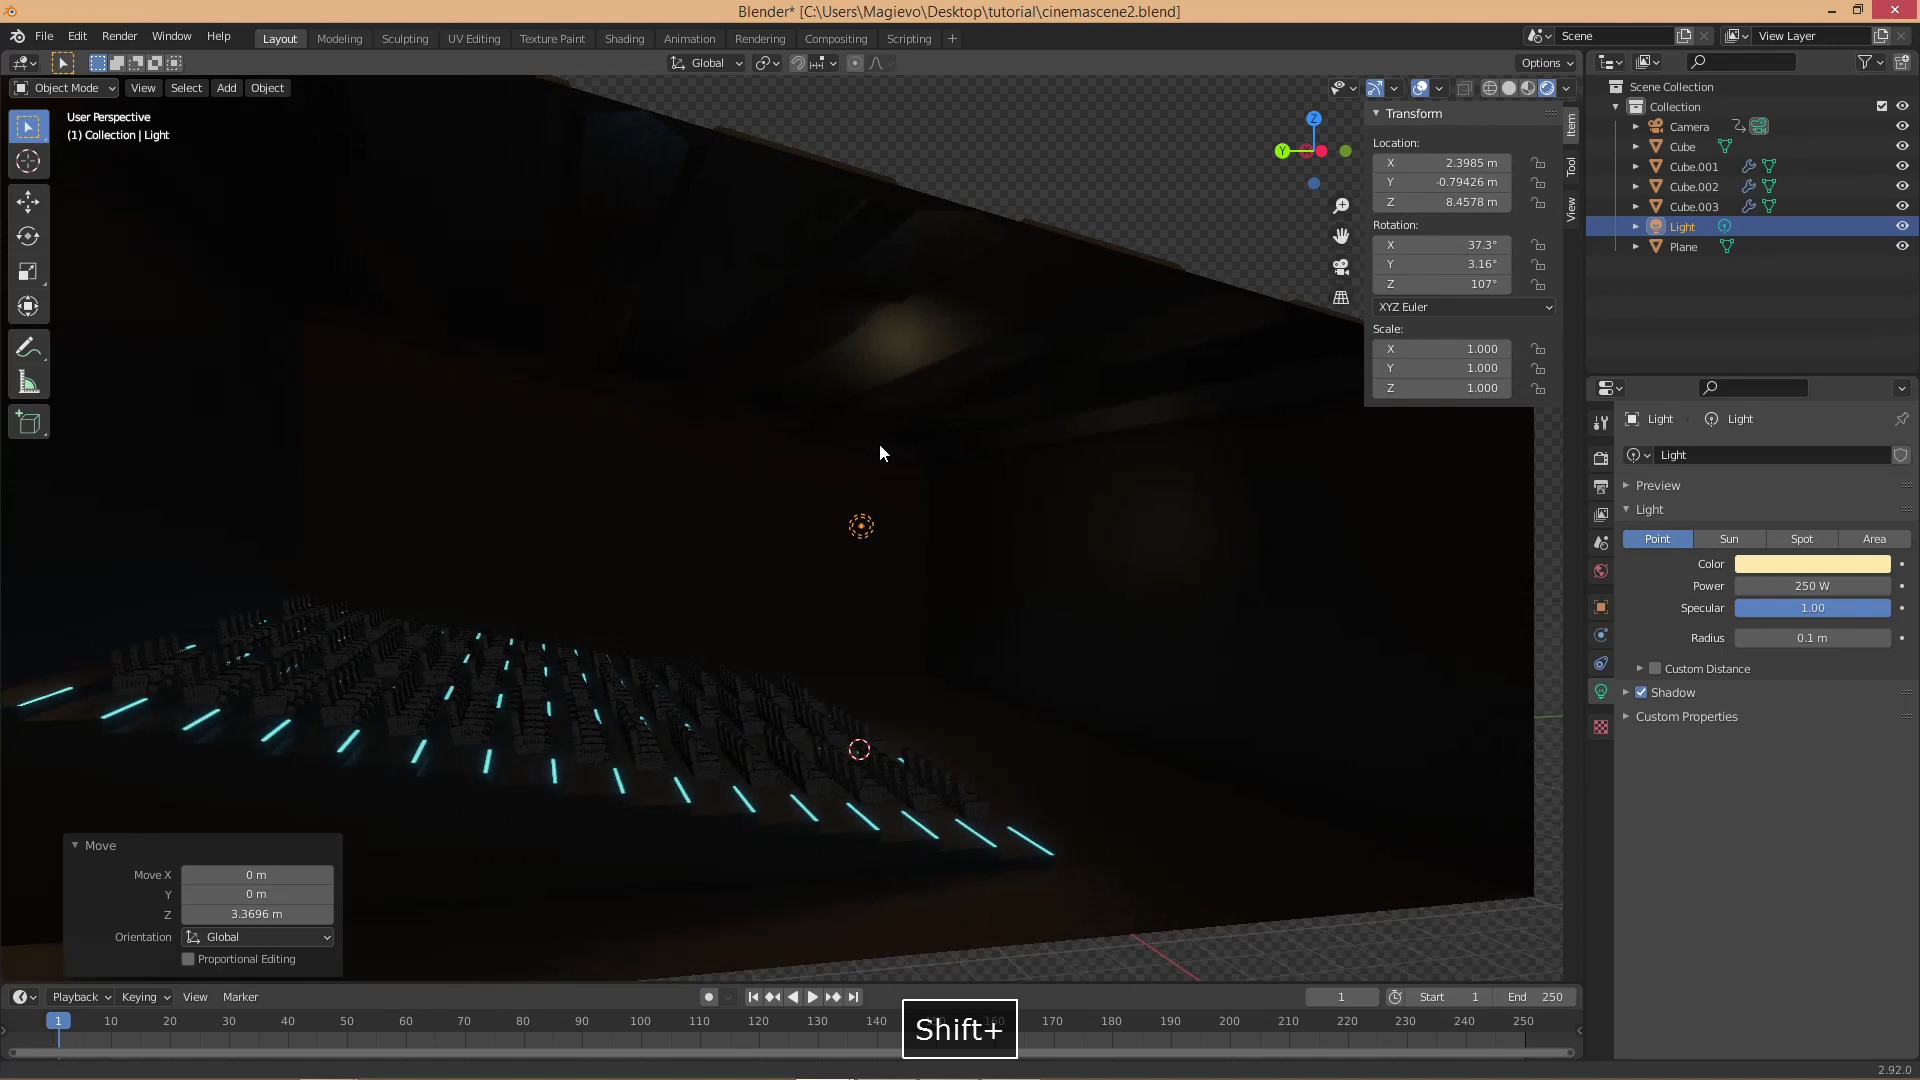 Blender* [C:\Users\Magievo\Desktop\tutorial\cinemascene2.blend]
File Edit Render Window Help
Layout Modeling Sculpting UV Editing Texture Paint Shading Animation Rendering Compositing Scripting +
Scene
View Layer
Global
Options
Object Mode View Select Add Object
User Perspective
(1) Collection | Light
Z
Y
Transform
Location:
X 2.3985 m
Y -0.79426 m
Z 8.4578 m
Rotation:
X 37.3°
Y 3.16°
Z 107°
XYZ Euler
Scale:
X 1.000
Y 1.000
Z 1.000
Item
Tool
View
Scene Collection
Collection
Camera
Cube
Cube.001
Cube.002
Cube.003
Light
Plane
Light Light
Light
Preview
Light
Point Sun Spot Area
Color
Power 250 W
Specular 1.00
Radius 0.1 m
Custom Distance
Shadow
Custom Properties
Move
Move X 0 m
Y 0 m
Z 3.3696 m
Orientation Global
Proportional Editing
Playback Keying View Marker
1
Start 1
End 250
1 10 20 30 40 50 60 70 80 90 100 110 120 130 140 150 160 170 180 190 200 210 220 230 240 250
Shift+
2.92.0